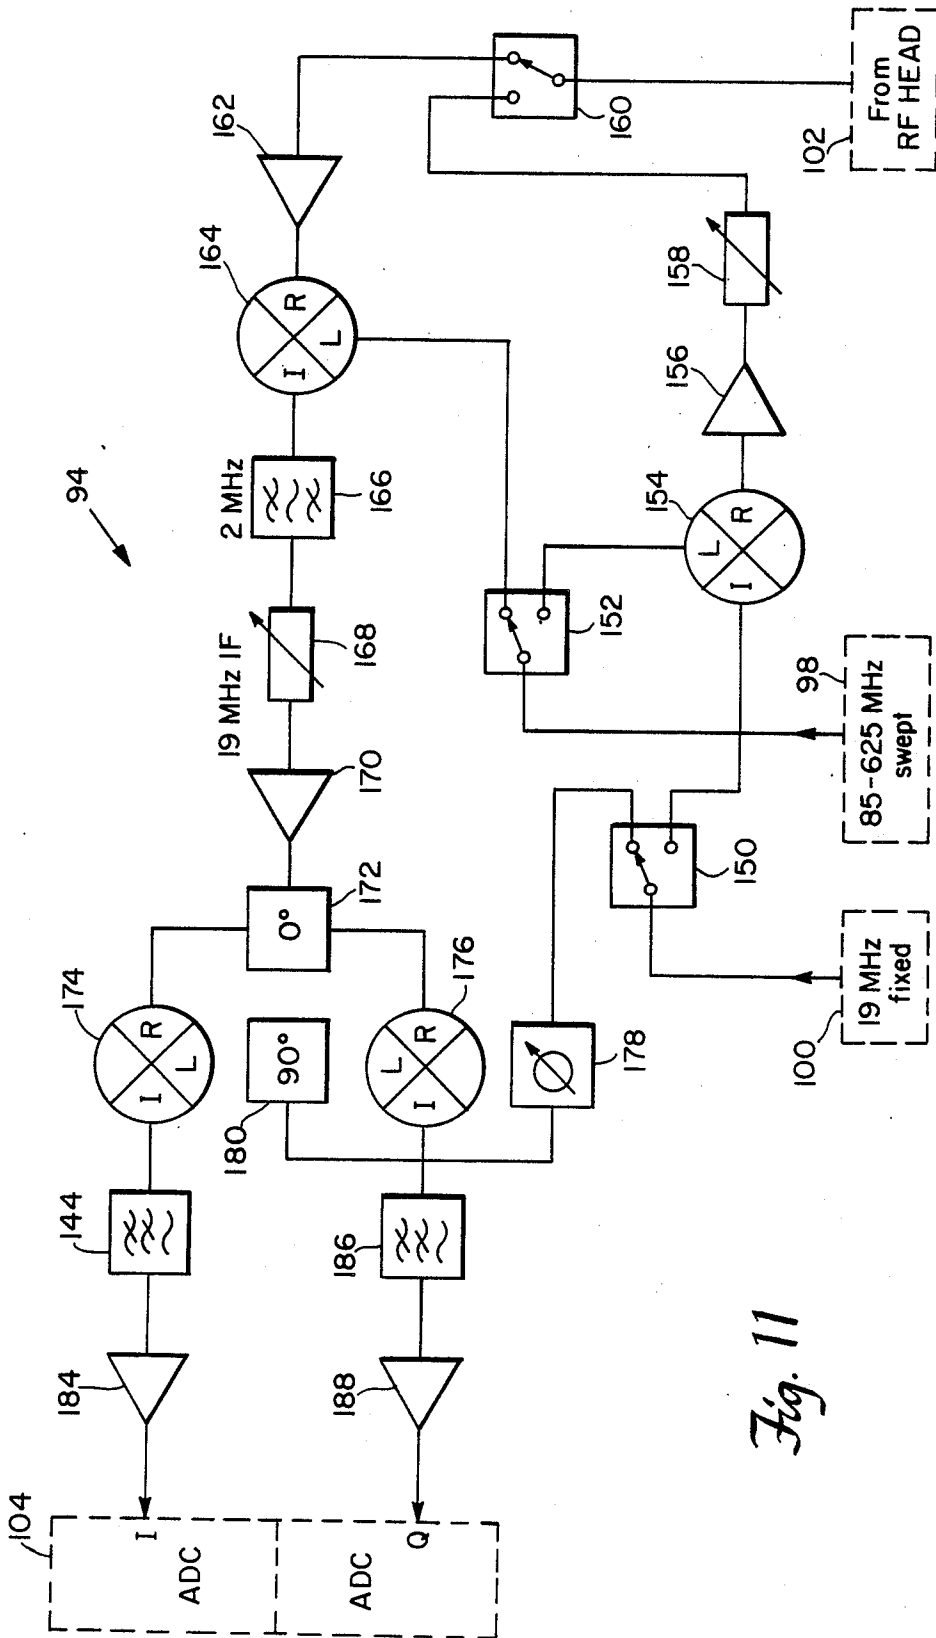 94
104
ADC
I
ADC
Q
184
144
174
I
R
L
188
186
180
90°
176
L
I
R
172
0°
170
19 MHz IF
168
2 MHz
166
164
I
R
L
162
178
150
152
154
L
I
R
156
158
160
100
19 MHz
fixed
98
85-625 MHz
swept
102
From
RF HEAD
Fig. 11